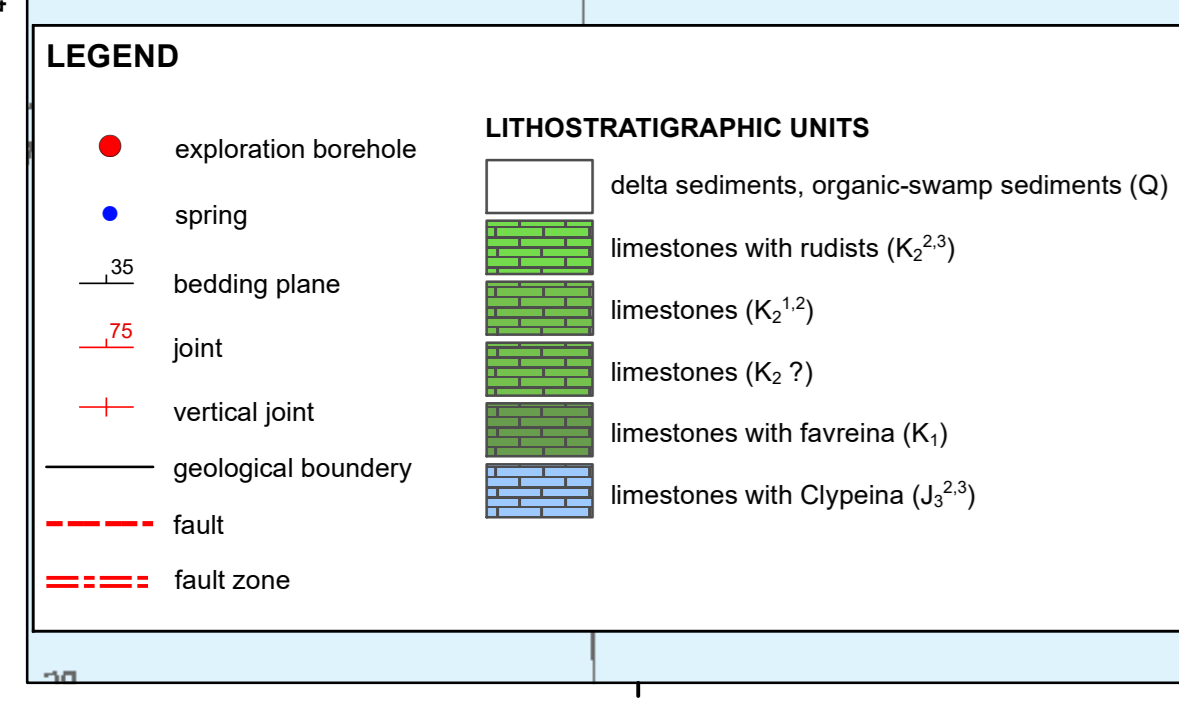 LEGEND
exploration borehole
spring
35
bedding plane
75
joint
vertical joint
geological boundery
fault
fault zone
LITHOSTRATIGRAPHIC UNITS
delta sediments, organic-swamp sediments (Q)
limestones with rudists (K₂²,³)
limestones (K₂¹,²)
limestones (K₂ ?)
limestones with favreina (K₁)
limestones with Clypeina (J₃²,³)